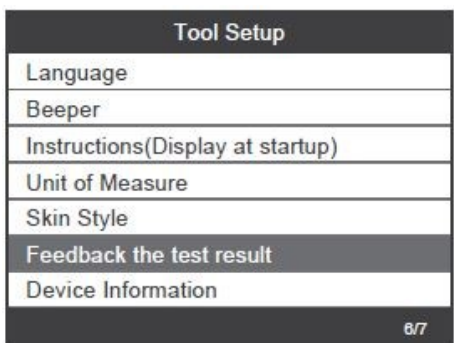 Tool Setup
Language
Beeper
Instructions(Display at startup)
Unit of Measure
Skin Style
Feedback the test result
Device Information
6/7